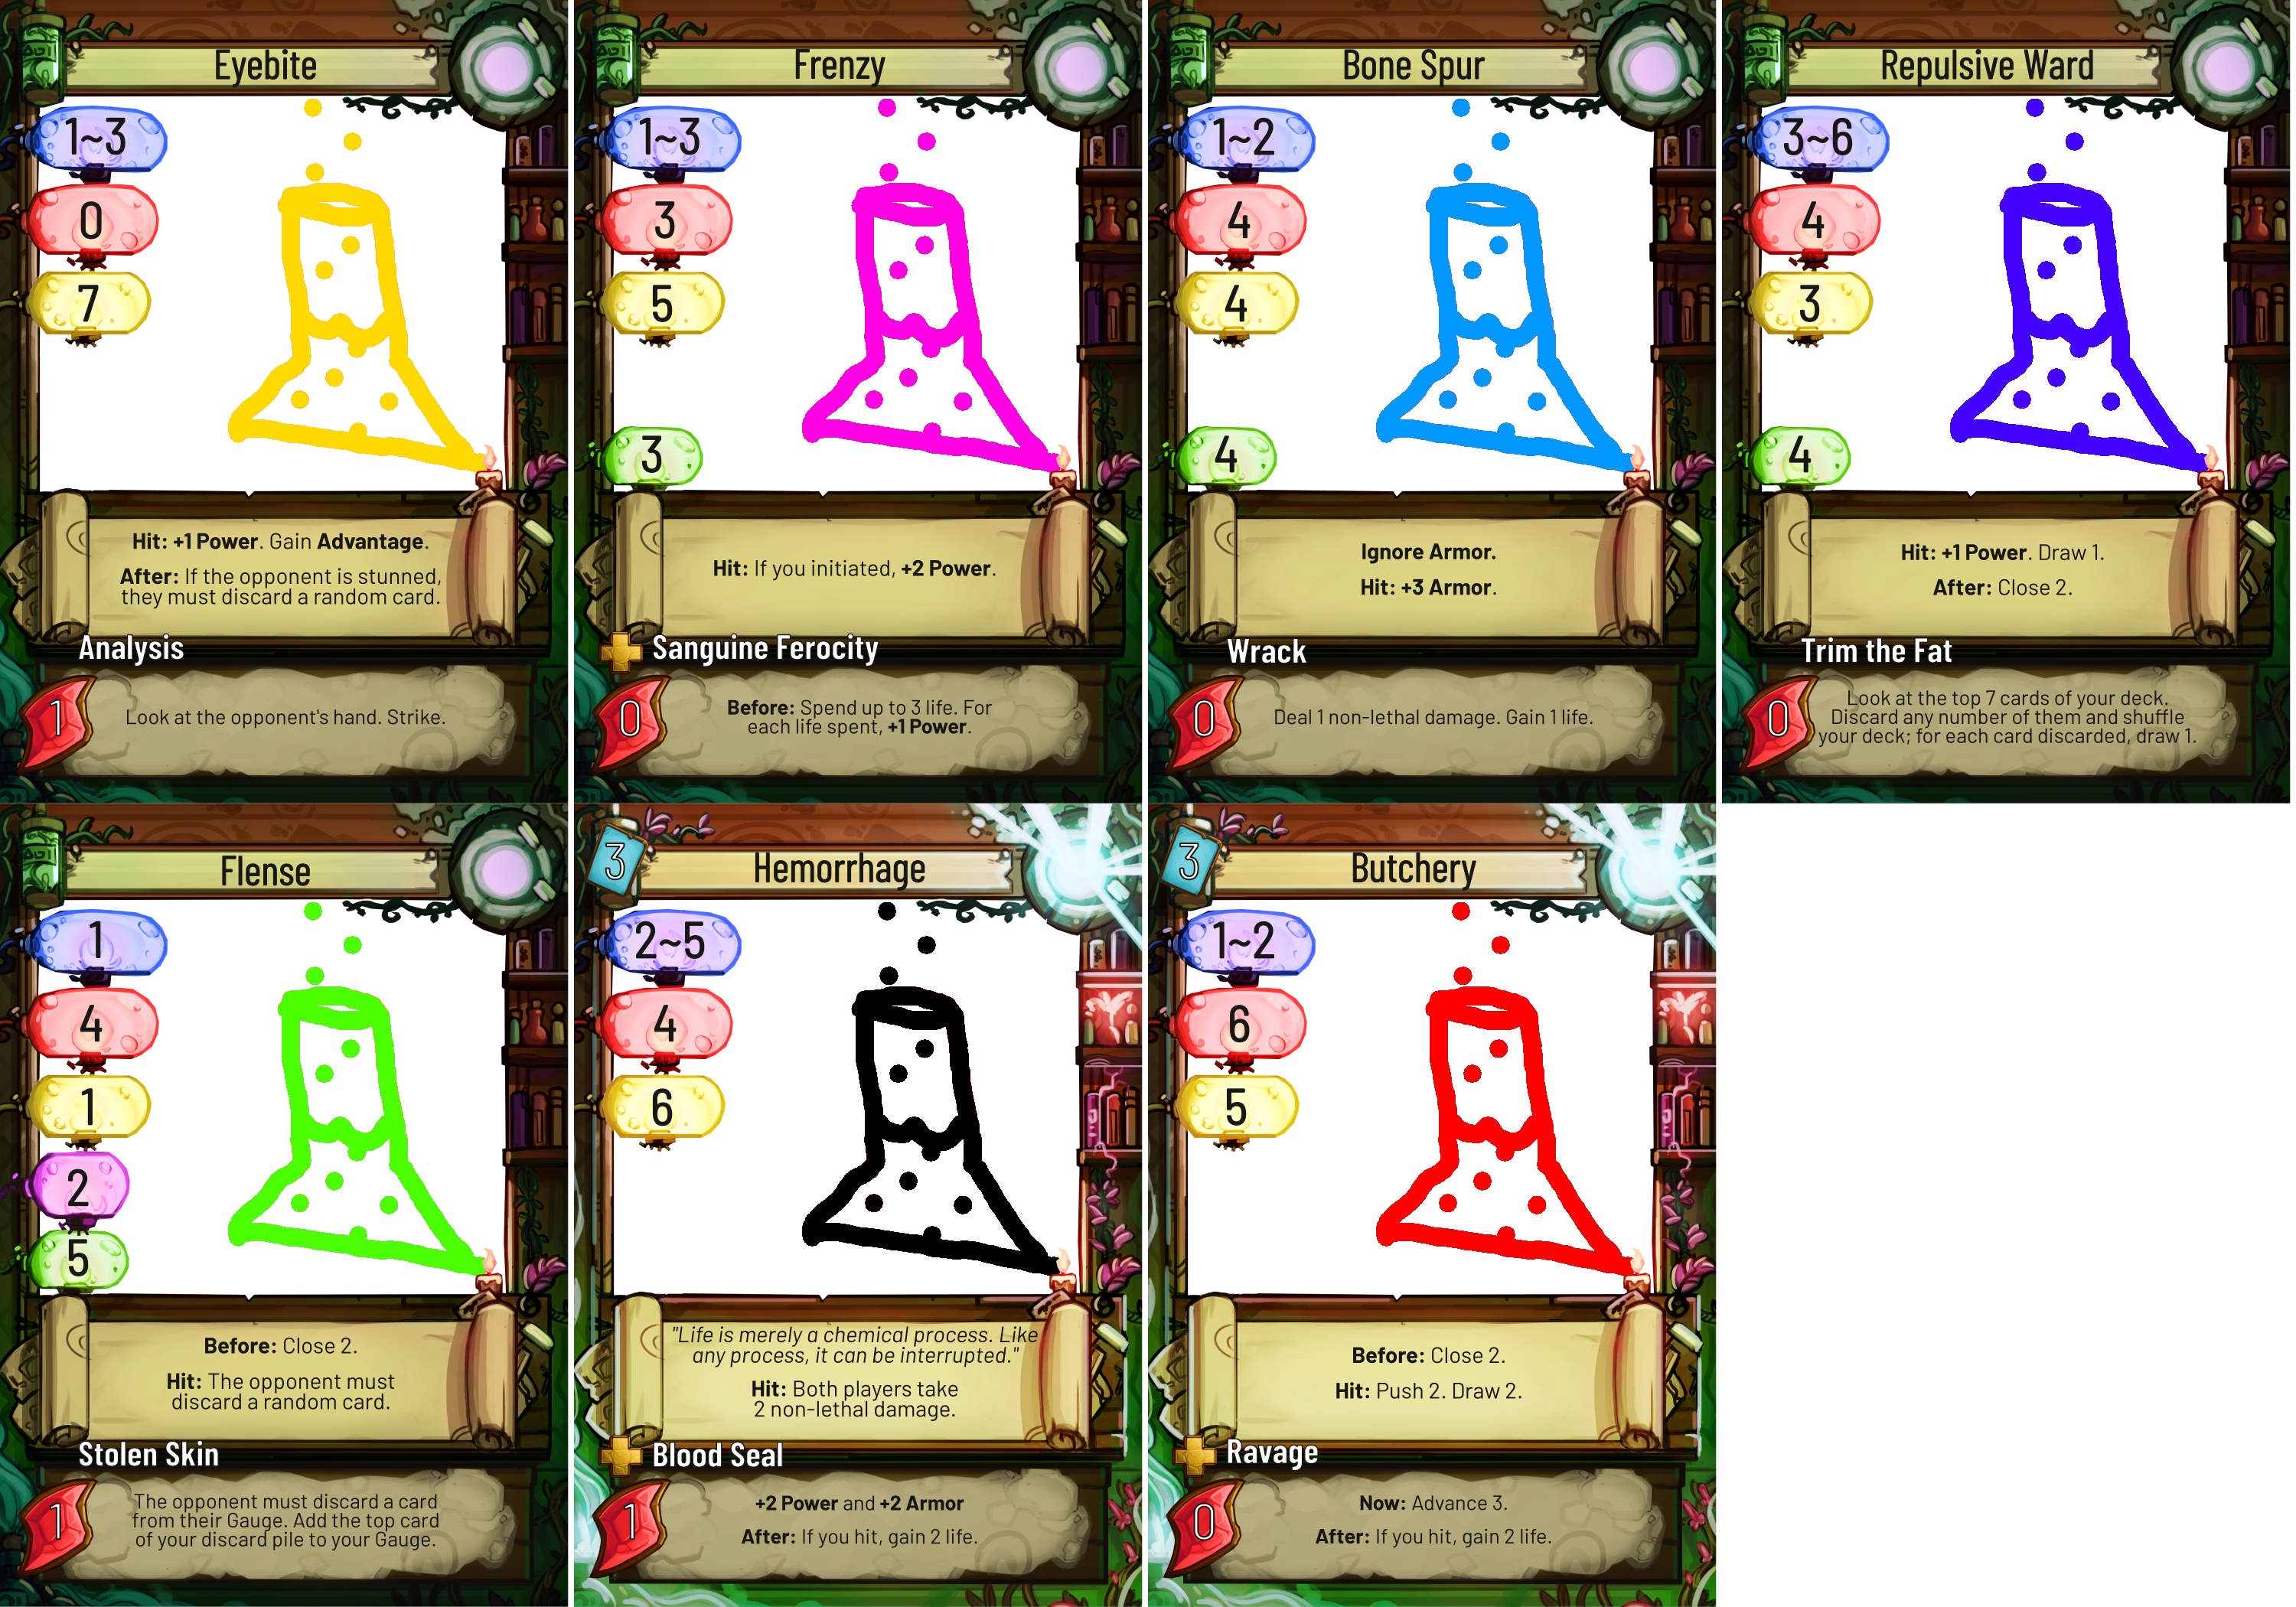 Eyebite
1~3
0
7
Hit: +1 Power. Gain Advantage.
After: If the opponent is stunned,
they must discard a random card.
Analysis
1
Look at the opponent's hand. Strike.
Frenzy
1~3
3
5
3
Hit: If you initiated, +2 Power.
Sanguine Ferocity
0
Before: Spend up to 3 life. For
each life spent, +1 Power.
Bone Spur
1~2
4
4
4
Ignore Armor.
Hit: +3 Armor.
Wrack
0
Deal 1 non-lethal damage. Gain 1 life.
Repulsive Ward
3~6
4
3
4
Hit: +1 Power. Draw 1.
After: Close 2.
Trim the Fat
0
Look at the top 7 cards of your deck.
Discard any number of them and shuffle
your deck; for each card discarded, draw 1.
Flense
1
4
1
2
5
Before: Close 2.
Hit: The opponent must
discard a random card.
Stolen Skin
1
The opponent must discard a card
from their Gauge. Add the top card
of your discard pile to your Gauge.
3
Hemorrhage
2~5
4
6
"Life is merely a chemical process. Like
any process, it can be interrupted."
Hit: Both players take
2 non-lethal damage.
Blood Seal
1
+2 Power and +2 Armor
After: If you hit, gain 2 life.
3
Butchery
1~2
6
5
Before: Close 2.
Hit: Push 2. Draw 2.
Ravage
0
Now: Advance 3.
After: If you hit, gain 2 life.